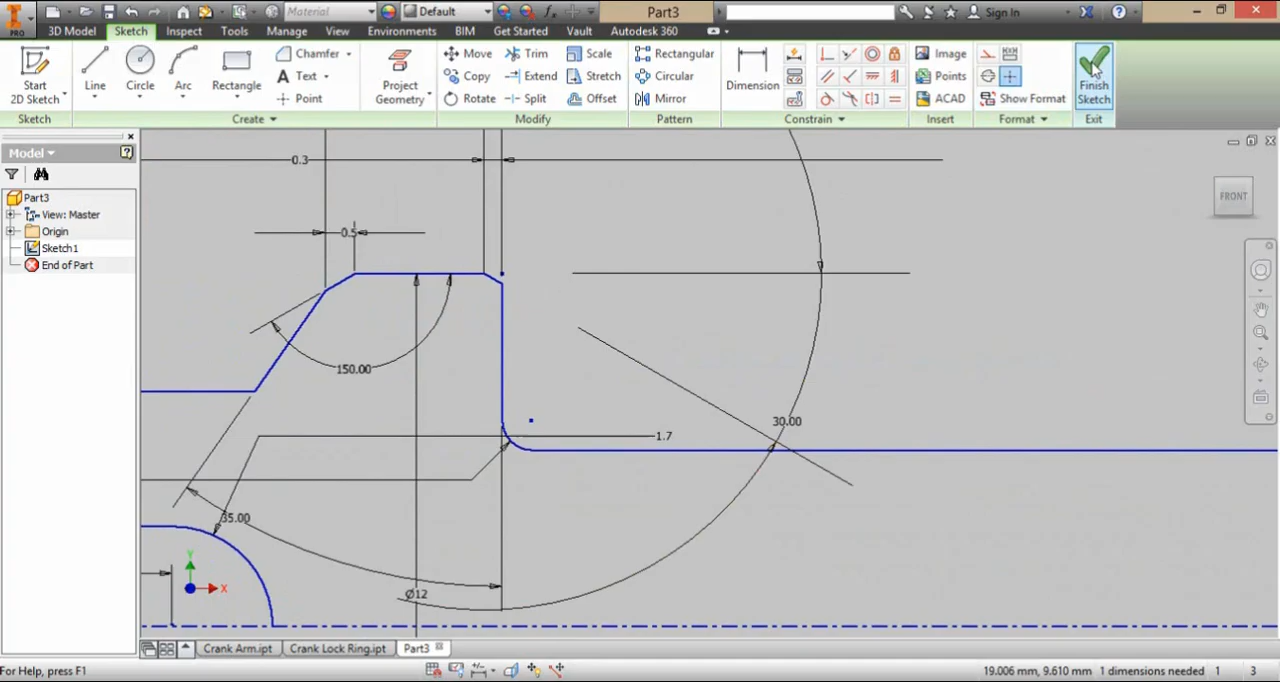 Material
Default
Part3
Sign In
PRO
3D Model
Sketch
Inspect
Tools
Manage
View
Environments
BIM
Get Started
Vault
Autodesk 360
Start
2D Sketch
Line
Circle
Arc
Rectangle
Chamfer
Text
Point
Project
Geometry
Move
Copy
Rotate
Trim
Extend
Split
Scale
Stretch
Offset
Rectangular
Circular
Mirror
Dimension
Image
Points
ACAD
Show Format
Finish
Sketch
Sketch
Create
Modify
Pattern
Constrain
Insert
Format
Exit
Model
Part3
View: Master
Origin
Sketch1
End of Part
0.3
0.5
150.00
30.00
1.7
35.00
Ø12
Y
X
FRONT
Crank Arm.ipt
Crank Lock Ring.ipt
Part3
For Help, press F1
19.006 mm, 9.610 mm
1 dimensions needed
1
3